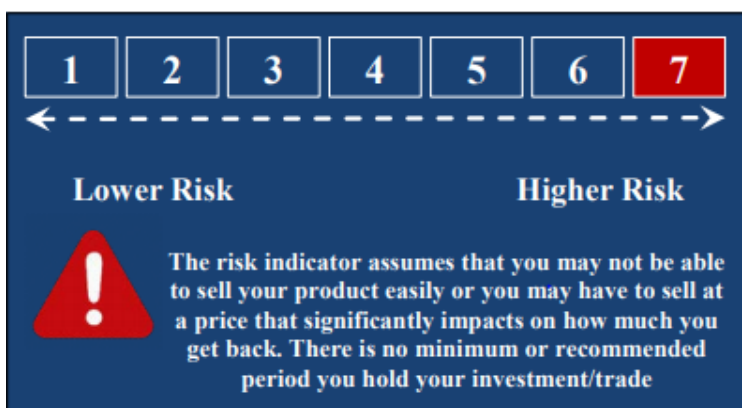 1 2 3 4 5 6 7
Lower Risk Higher Risk
The risk indicator assumes that you may not be able
to sell your product easily or you may have to sell at
a price that significantly impacts on how much you
get back. There is no minimum or recommended
period you hold your investment/trade